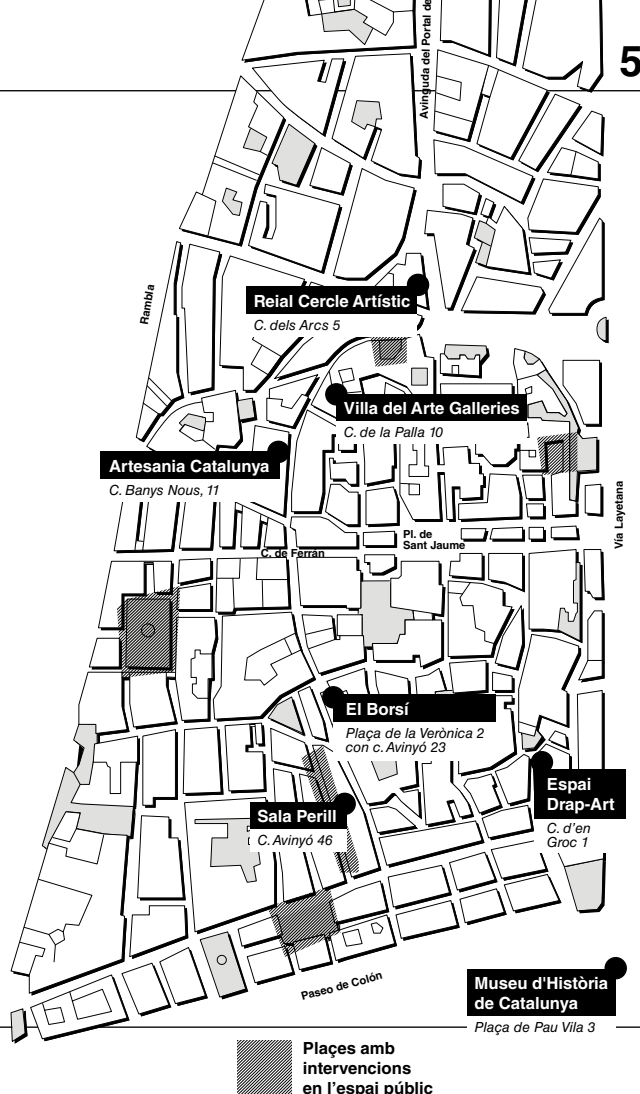 5
Avinguda del Portal de
Rambla
Reial Cercle Artístic
C. dels Arcs 5
Villa del Arte Galleries
C. de la Palla 10
Artesania Catalunya
C. Banys Nous, 11
Vía Layetana
Pl. de
Sant Jaume
C. de Ferrán
El Borsí
Plaça de la Verònica 2
con c. Avinyó 23
Espai
Drap-Art
C. d'en
Groc 1
Sala Perill
C. Avinyó 46
Paseo de Colón
Museu d'Història
de Catalunya
Plaça de Pau Vila 3
Plaçes amb
intervencions
en l'espai públic